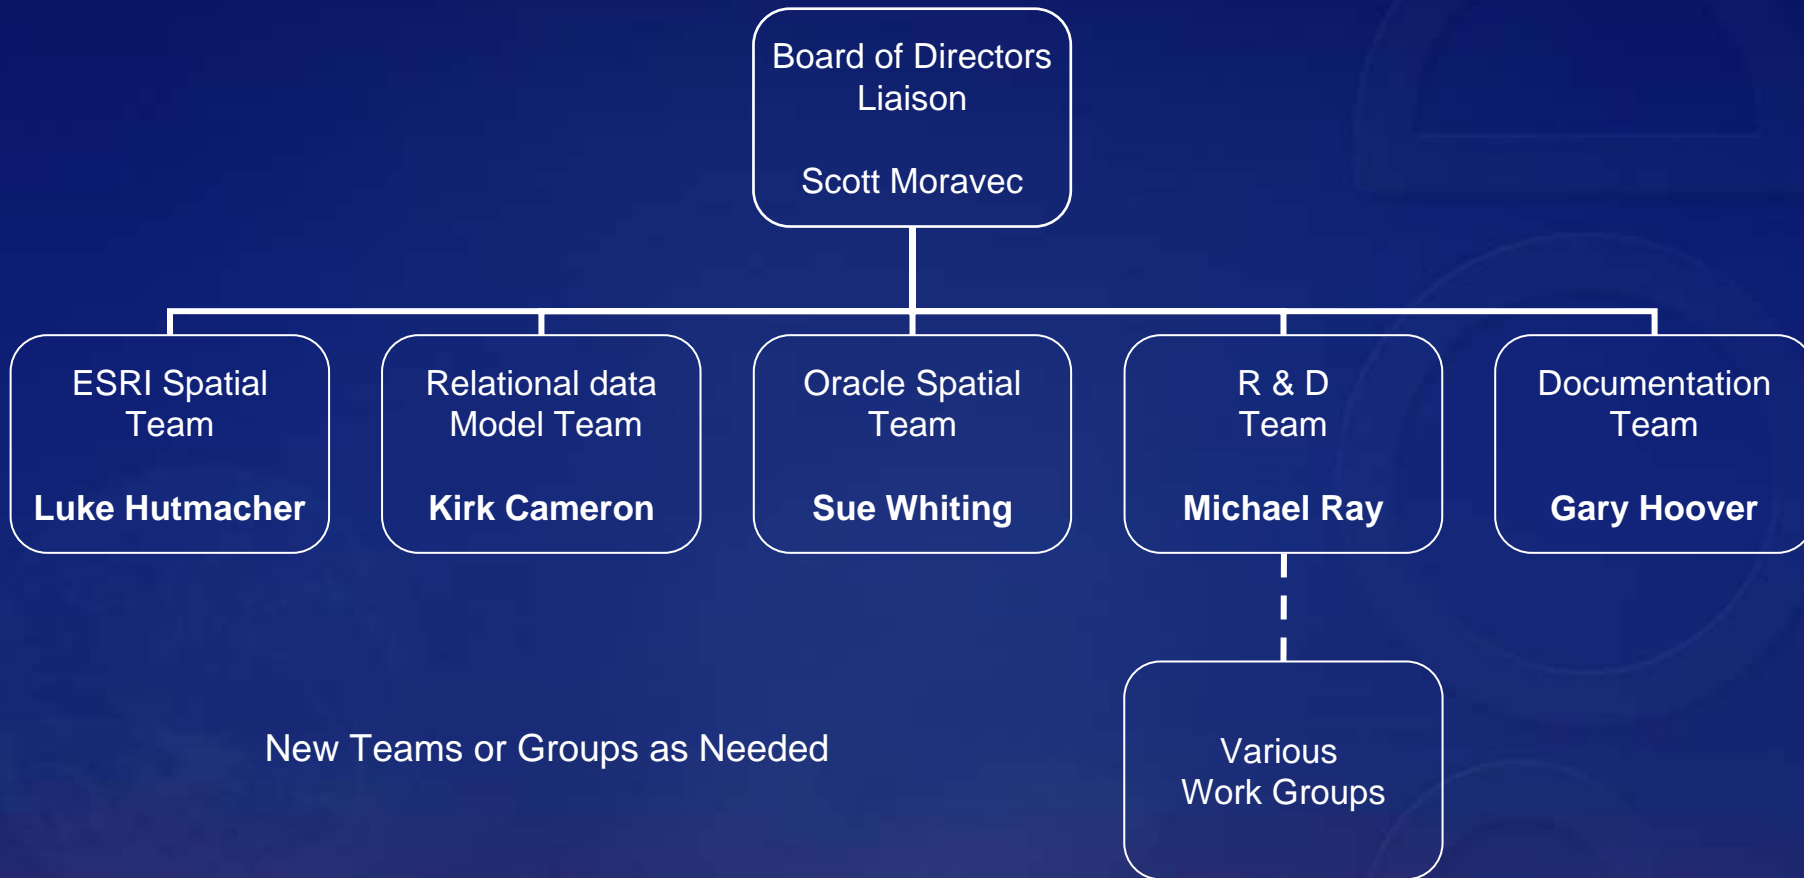 Board of Directors
Liaison
Scott Moravec
ESRI Spatial
Team
Luke Hutmacher
Relational data
Model Team
Kirk Cameron
Oracle Spatial
Team
Sue Whiting
R & D
Team
Michael Ray
Documentation
Team
Gary Hoover
New Teams or Groups as Needed
Various
Work Groups